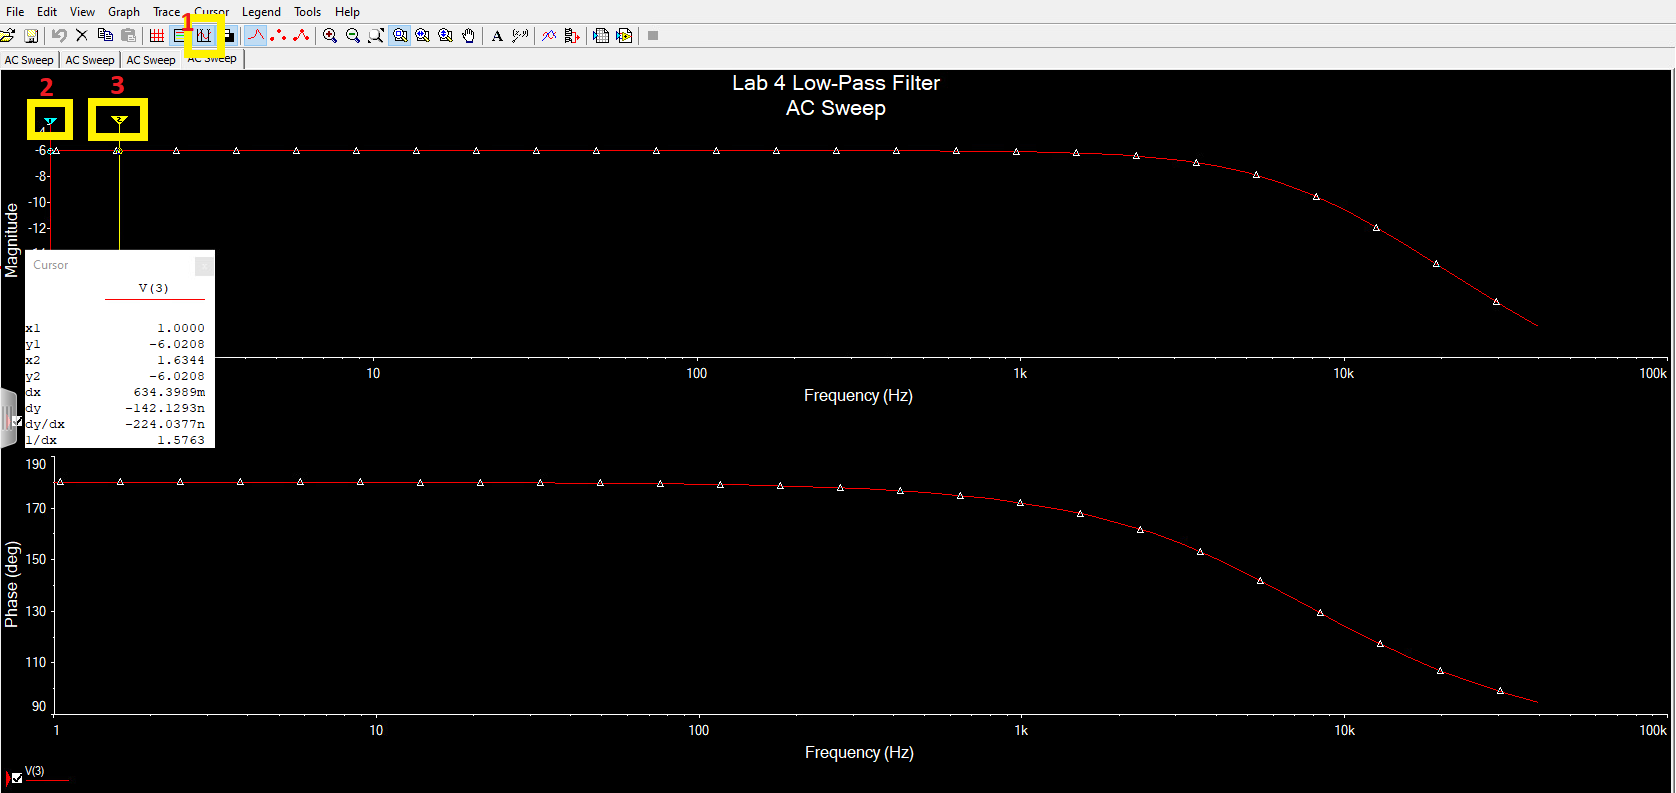 File Edit View Graph Trace Cursor Legend Tools Help
1
A
AC Sweep AC Sweep AC Sweep AC Sweep
Lab 4 Low-Pass Filter
AC Sweep
2 3
1 2
-6
-8
-10
-12
Magnitude
Cursor
V(3)
x1 1.0000
y1 -6.0208
x2 1.6344
y2 -6.0208
dx 634.3989m
dy -142.1293n
dy/dx -224.0377n
1/dx 1.5763
10 100 1k 10k 100k
Frequency (Hz)
190
170
150
130
110
90
Phase (deg)
1 10 100 1k 10k 100k
Frequency (Hz)
V(3)